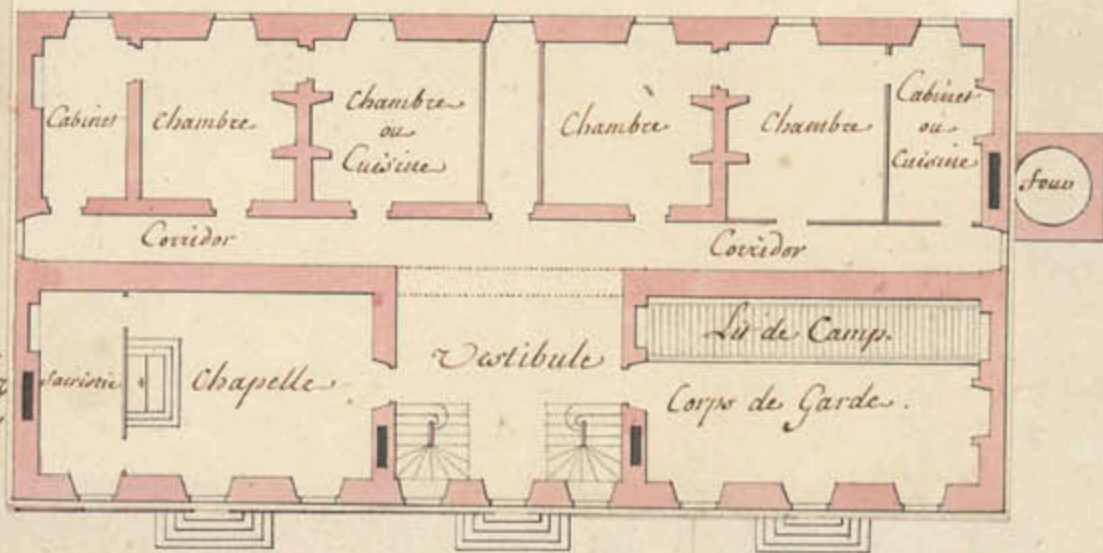 Cabinet
Chambre
Chambre
ou
Cuisine
Chambre
Chambre
Cabinet
ou
Cuisine
four
Corridor
Corridor
Sacristie
Chapelle
Vestibule
Lit de Camp.
Corps de Garde.